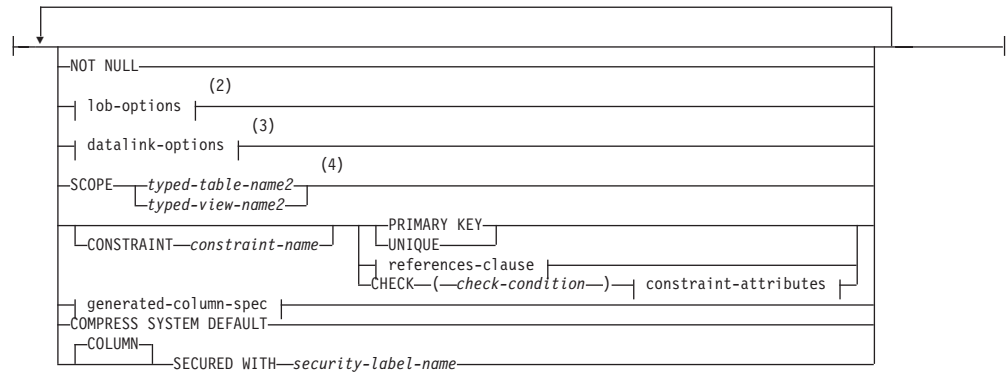 NOT NULL
(2)
lob-options
(3)
datalink-options
(4)
SCOPE typed-table-name2
typed-view-name2
PRIMARY KEY
CONSTRAINT constraint-name UNIQUE
references-clause
CHECK ( check-condition ) constraint-attributes
generated-column-spec
COMPRESS SYSTEM DEFAULT
COLUMN
SECURED WITH security-label-name